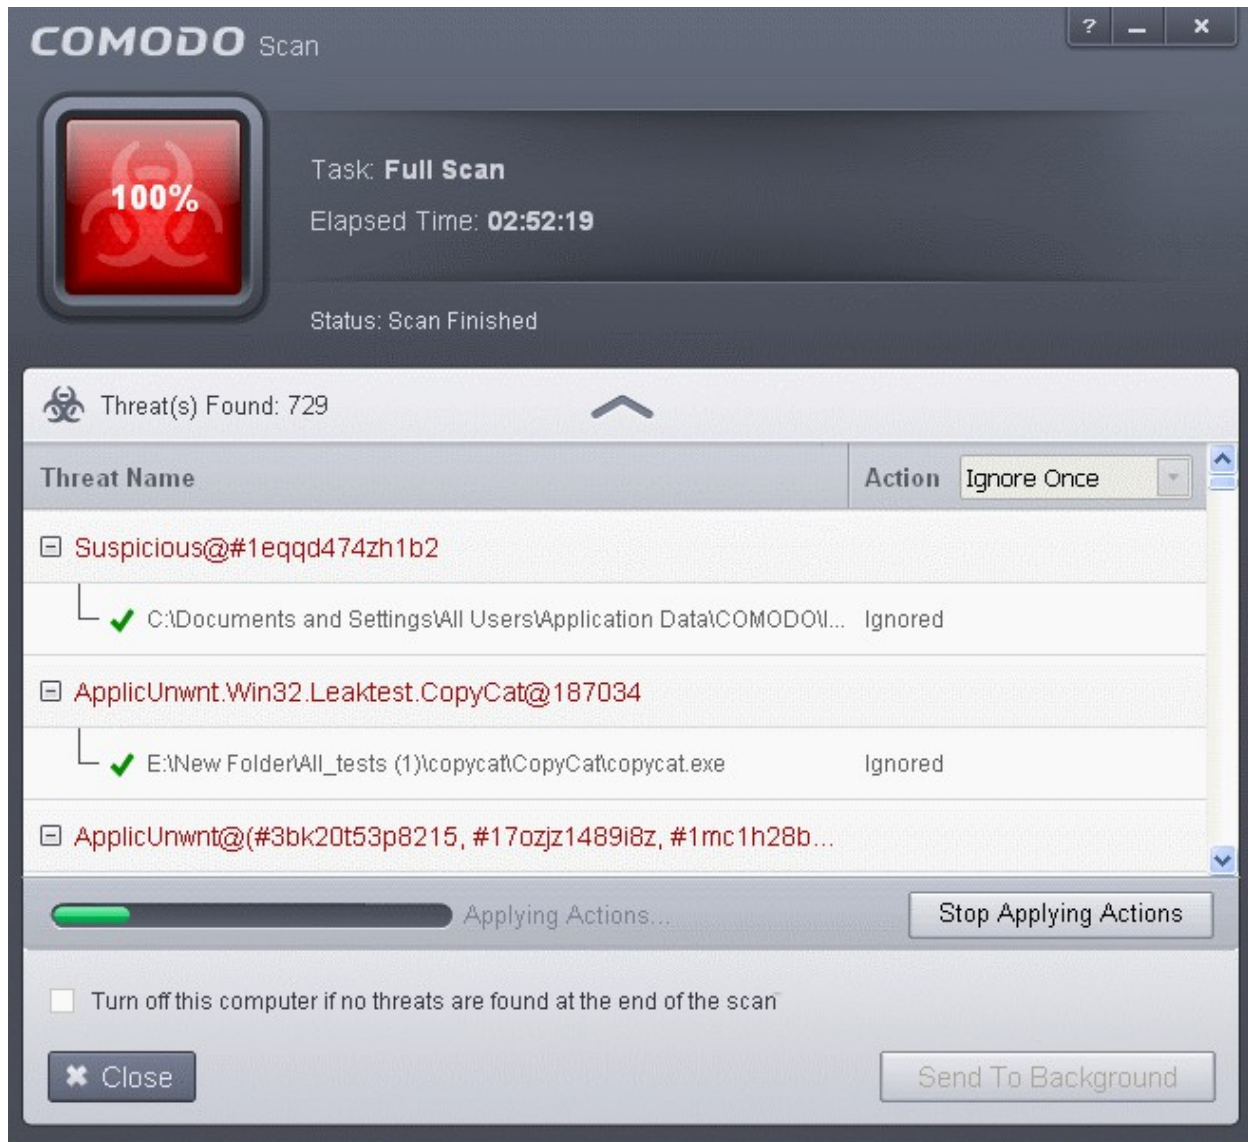 COMODO Scan
?
100%
Task: Full Scan
Elapsed Time: 02:52:19
Status: Scan Finished
Threat(s) Found: 729
Threat Name Action Ignore Once
Suspicious@#1eqqd474zh1b2
C:\Documents and Settings\All Users\Application Data\COMODO\I... Ignored
ApplicUnwnt.Win32.Leaktest.CopyCat@187034
E:\New Folder\All_tests (1)\copycat\CopyCat\copycat.exe Ignored
ApplicUnwnt@(#3bk20t53p8215, #17ozjz1489i8z, #1mc1h28b...
Applying Actions... Stop Applying Actions
Turn off this computer if no threats are found at the end of the scan
Close Send To Background